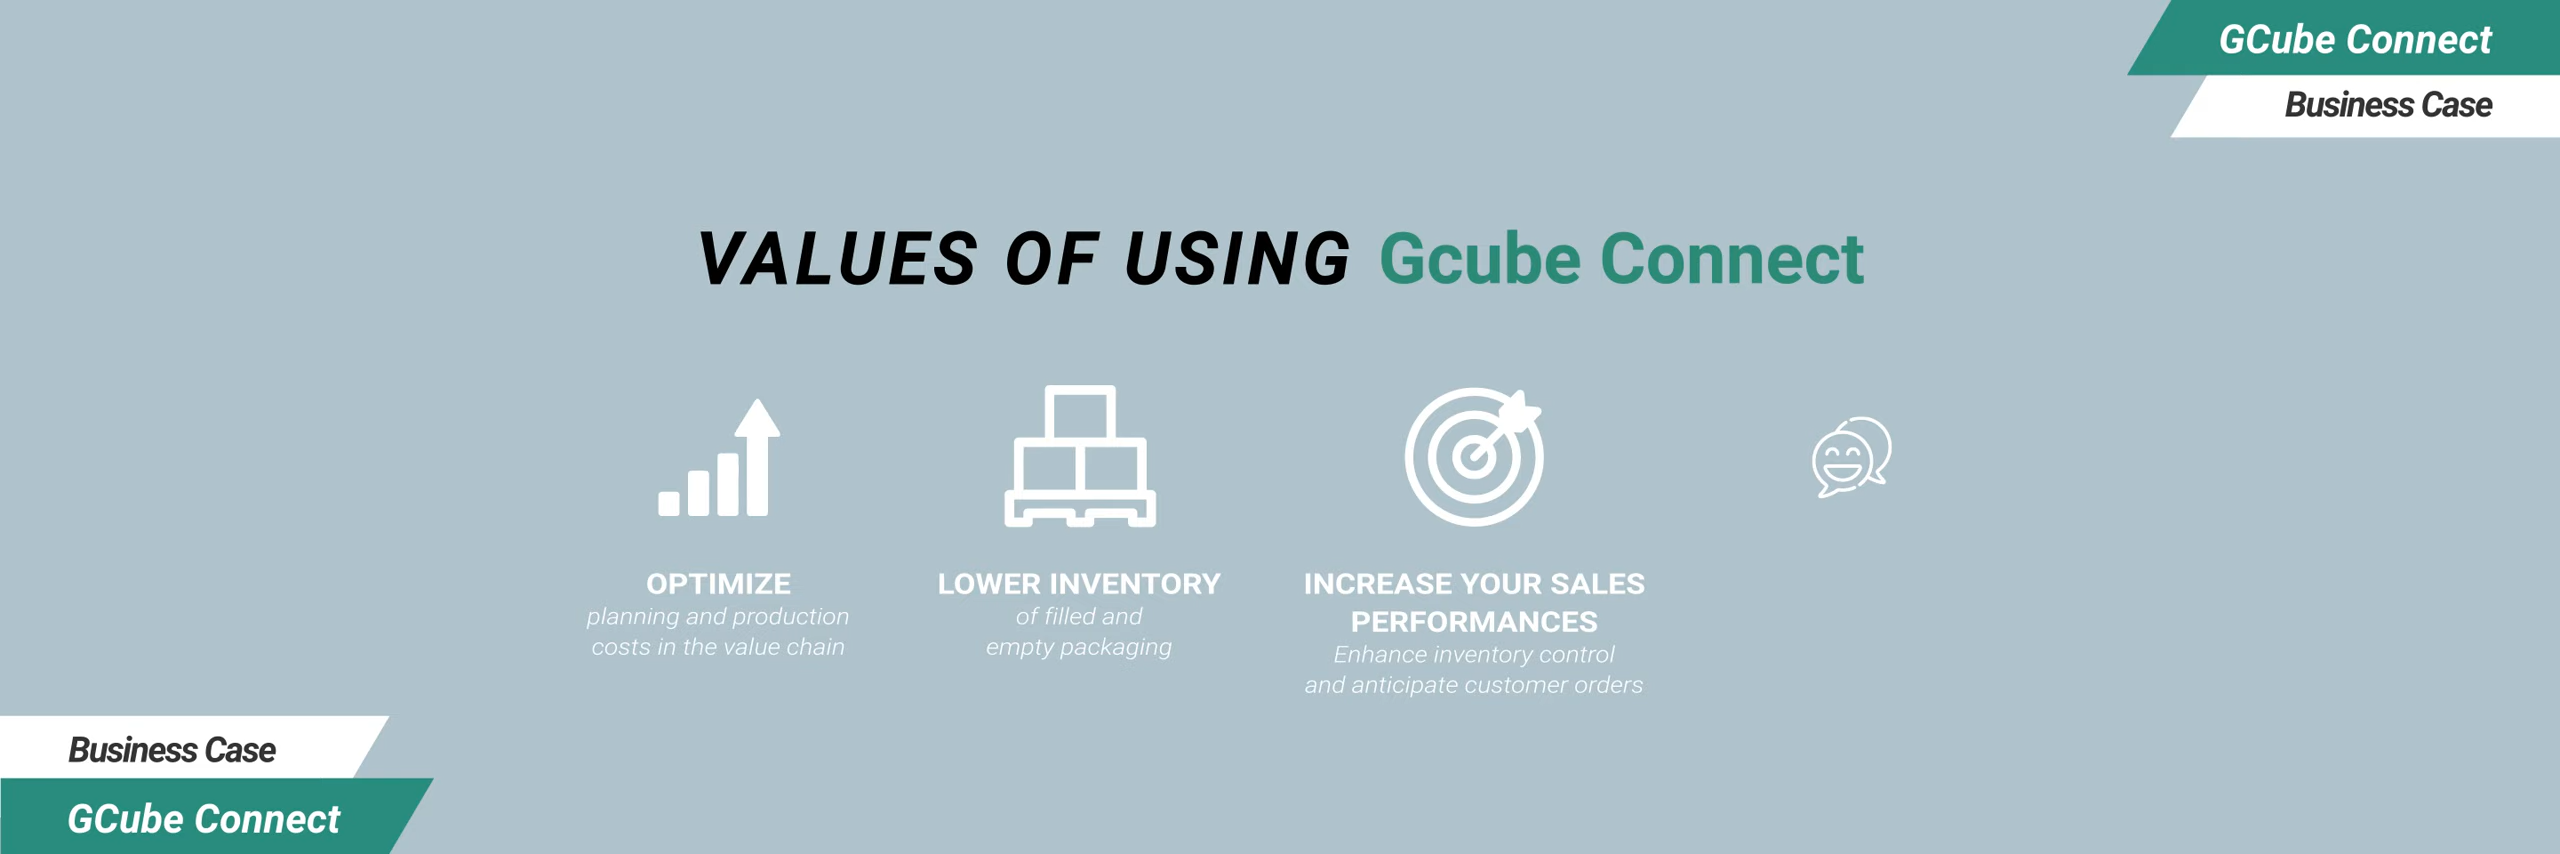 GCube Connect
Business Case
VALUES OF USING Gcube Connect
OPTIMIZE
planning and production
costs in the value chain
LOWER INVENTORY
of filled and
empty packaging
INCREASE YOUR SALES
PERFORMANCES
Enhance inventory control
and anticipate customer orders
Business Case
GCube Connect